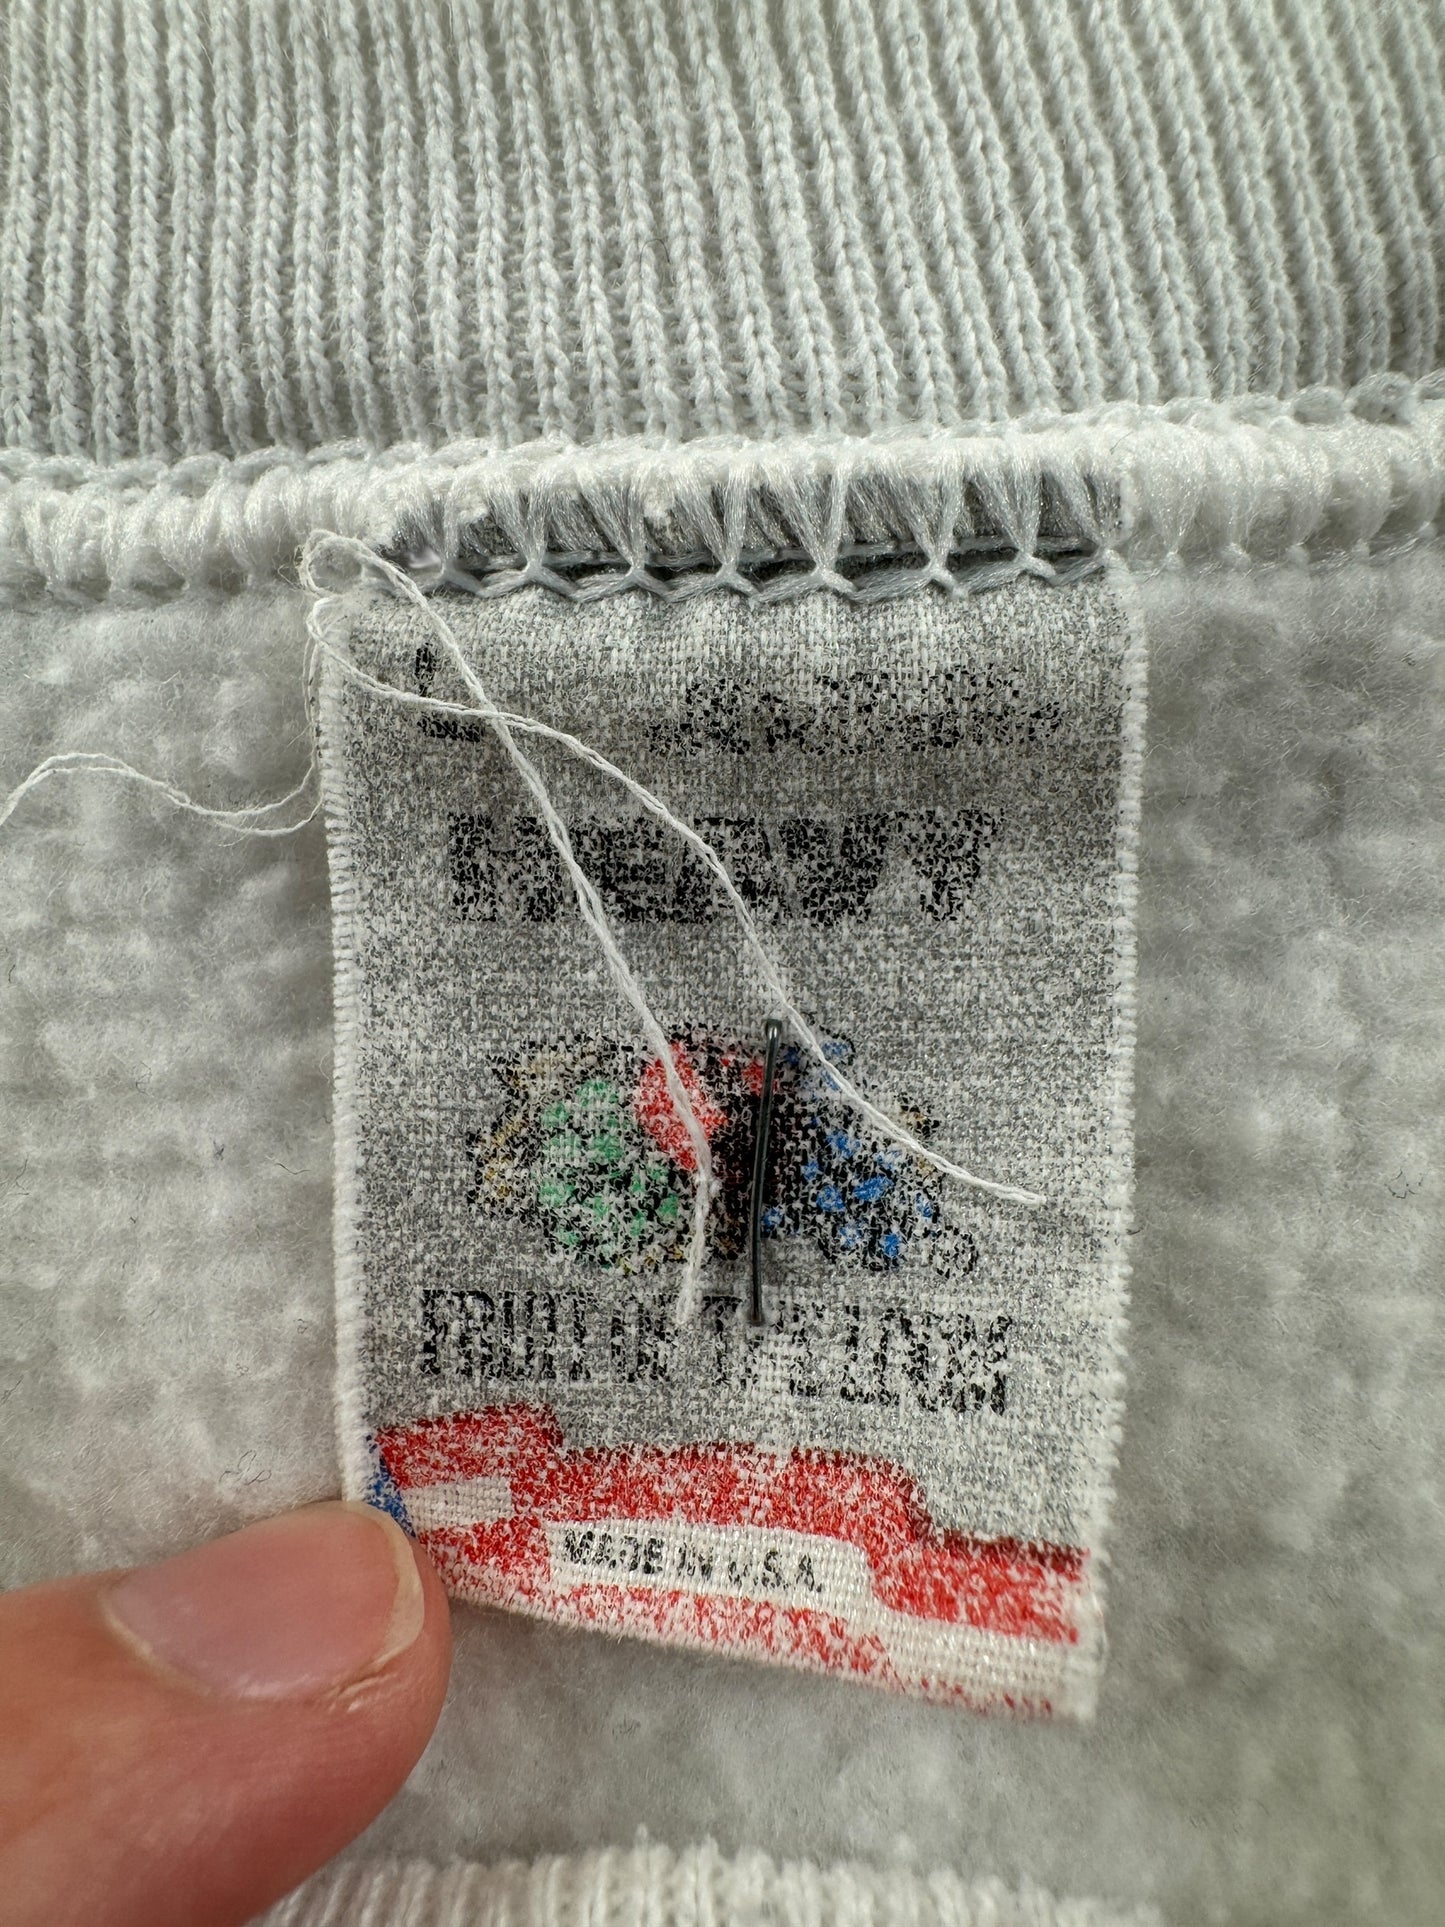 L
HEAVY
FRUIT OF THE LOOM
MADE IN U.S.A.